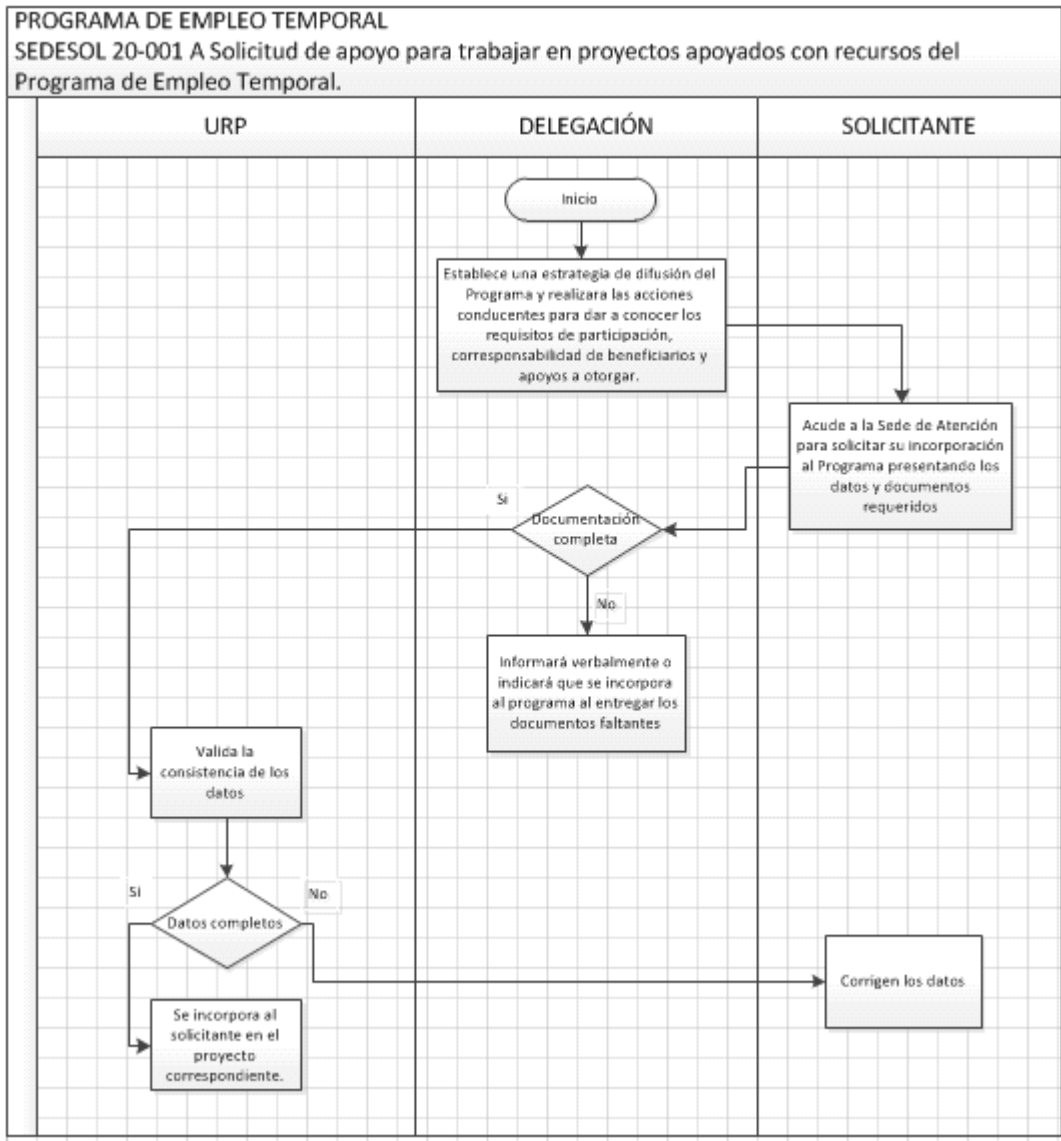 PROGRAMA DE EMPLEO TEMPORAL
SEDESOL 20-001 A Solicitud de apoyo para trabajar en proyectos apoyados con recursos del
Programa de Empleo Temporal.
URP
DELEGACIÓN
SOLICITANTE
Inicio
Establece una estrategia de difusión del
Programa y realizara las acciones
conducentes para dar a conocer los
requisitos de participación,
corresponsabilidad de beneficiarios y
apoyos a otorgar.
Acude a la Sede de Atención
para solicitar su incorporación
al Programa presentando los
datos y documentos
requeridos
Si
Documentación
completa
No
Informará verbalmente o
indicará que se incorpora
al programa al entregar los
documentos faltantes
Valida la
consistencia de los
datos
Si
Datos completos
No
Corrigen los datos
Se incorpora al
solicitante en el
proyecto
correspondiente.